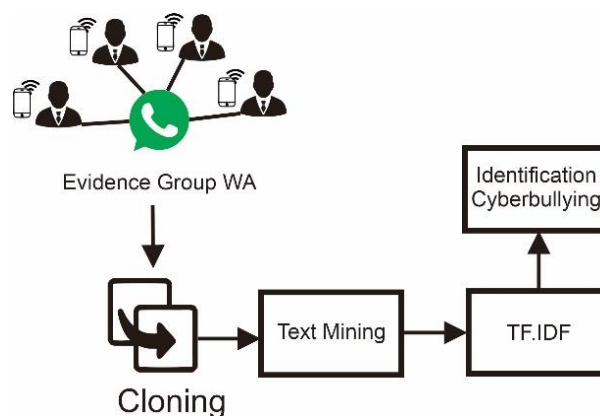 Evidence Group WA
Identification
Cyberbullying
Text Mining
TF.IDF
Cloning